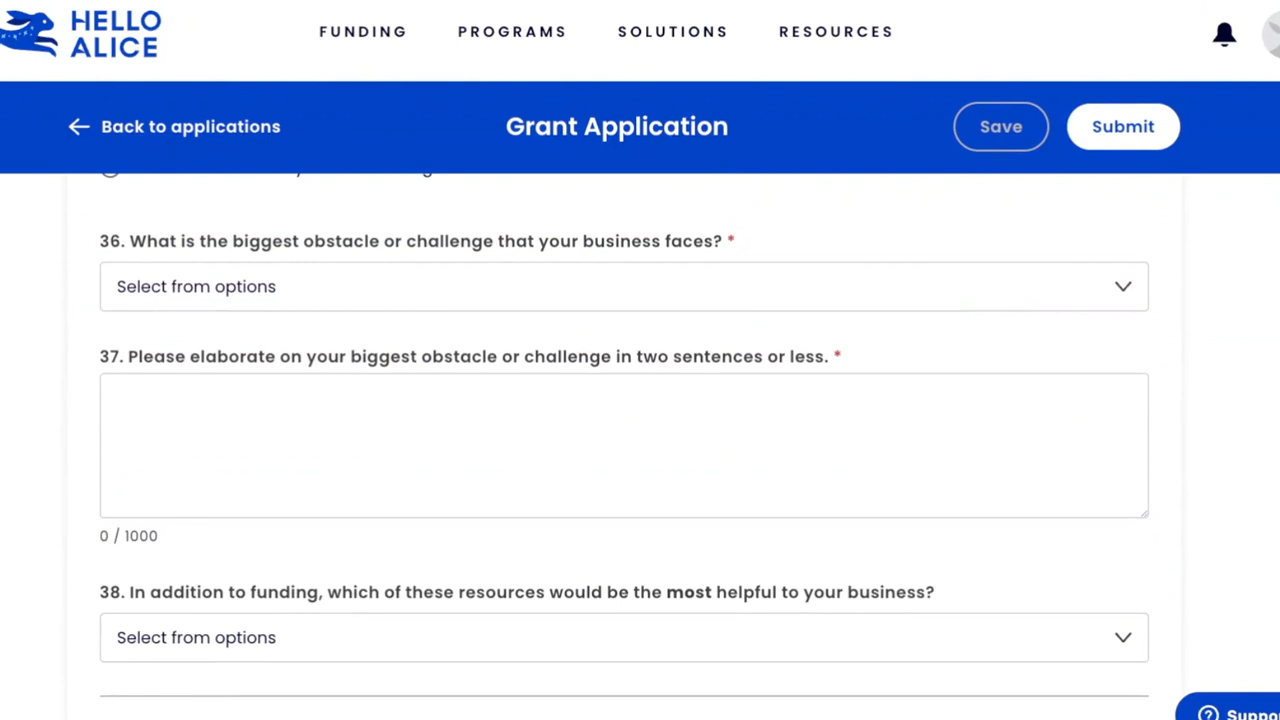 HELLO
ALICE
FUNDING
PROGRAMS
SOLUTIONS
RESOURCES
Back to applications
Grant Application
Save
Submit
36. What is the biggest obstacle or challenge that your business faces? *
Select from options
37. Please elaborate on your biggest obstacle or challenge in two sentences or less. *
0 / 1000
38. In addition to funding, which of these resources would be the most helpful to your business?
Select from options